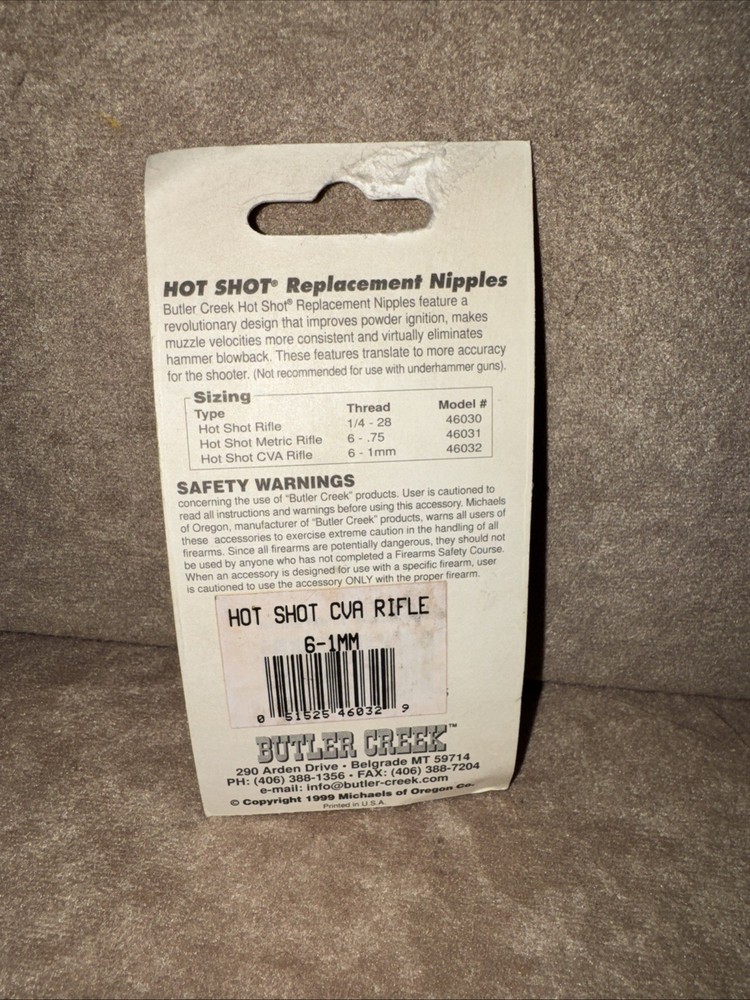 HOT SHOT® Replacement Nipples
Butler Creek Hot Shot® Replacement Nipples feature a
revolutionary design that improves powder ignition, makes
muzzle velocities more consistent and virtually eliminates
hammer blowback. These features translate to more accuracy
for the shooter. (Not recommended for use with underhammer guns).
Sizing
Type Thread Model #
Hot Shot Rifle 1/4 - 28 46030
Hot Shot Metric Rifle 6 - .75 46031
Hot Shot CVA Rifle 6 - 1mm 46032
SAFETY WARNINGS
concerning the use of "Butler Creek" products. User is cautioned to
read all instructions and warnings before using this accessory. Michaels
of Oregon, manufacturer of "Butler Creek" products, warns all users of
these accessories to exercise extreme caution in the handling of all
firearms. Since all firearms are potentially dangerous, they should not
be used by anyone who has not completed a Firearms Safety Course.
When an accessory is designed for use with a specific firearm, user
is cautioned to use the accessory ONLY with the proper firearm.
HOT SHOT CVA RIFLE
6-1MM
0 51525 46032 9
BUTLER CREEK™
290 Arden Drive • Belgrade MT 59714
PH: (406) 388-1356 • FAX: (406) 388-7204
e-mail: info@butler-creek.com
© Copyright 1999 Michaels of Oregon Co.
Printed in U.S.A.